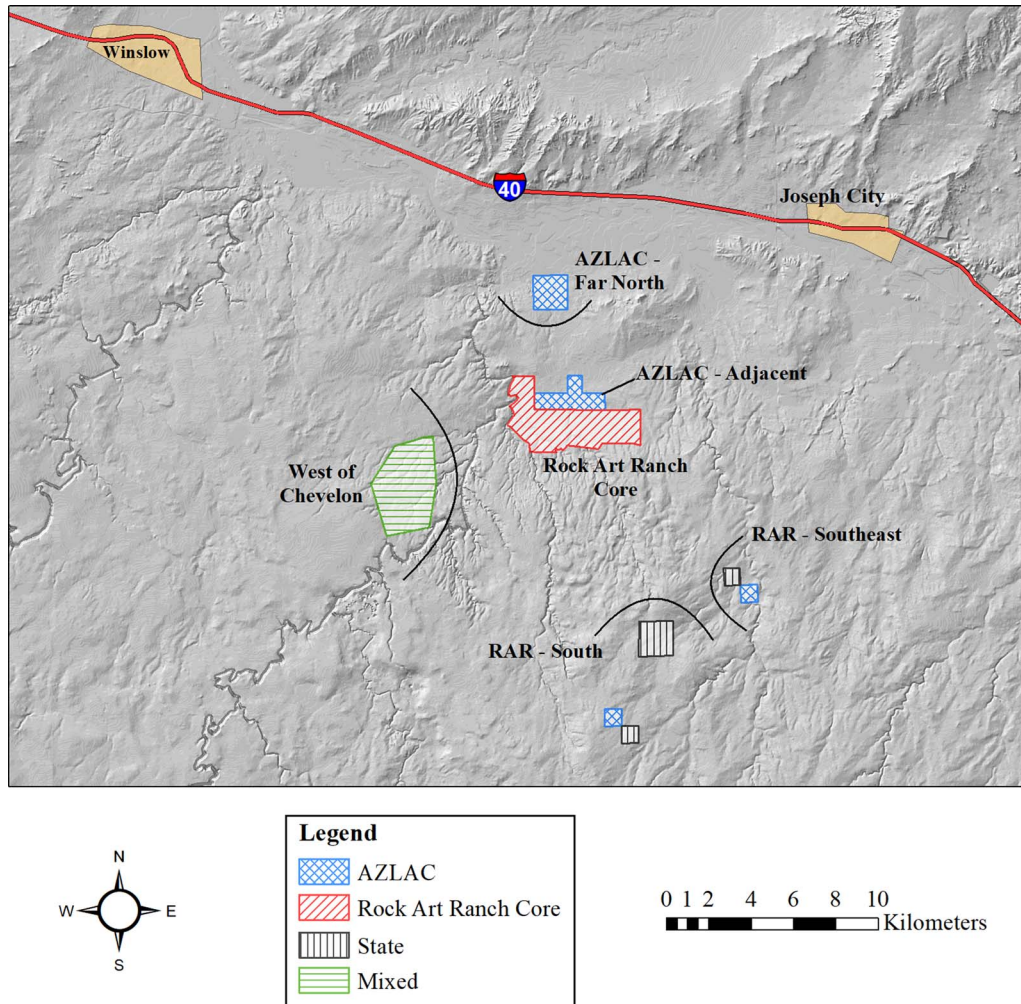 Winslow
40
Joseph City
AZLAC -
Far North
AZLAC - Adjacent
Rock Art Ranch
Core
West of
Chevelon
RAR - Southeast
RAR - South
N
W
E
S
Legend
AZLAC
Rock Art Ranch Core
State
Mixed
0 1 2 4 6 8 10
Kilometers